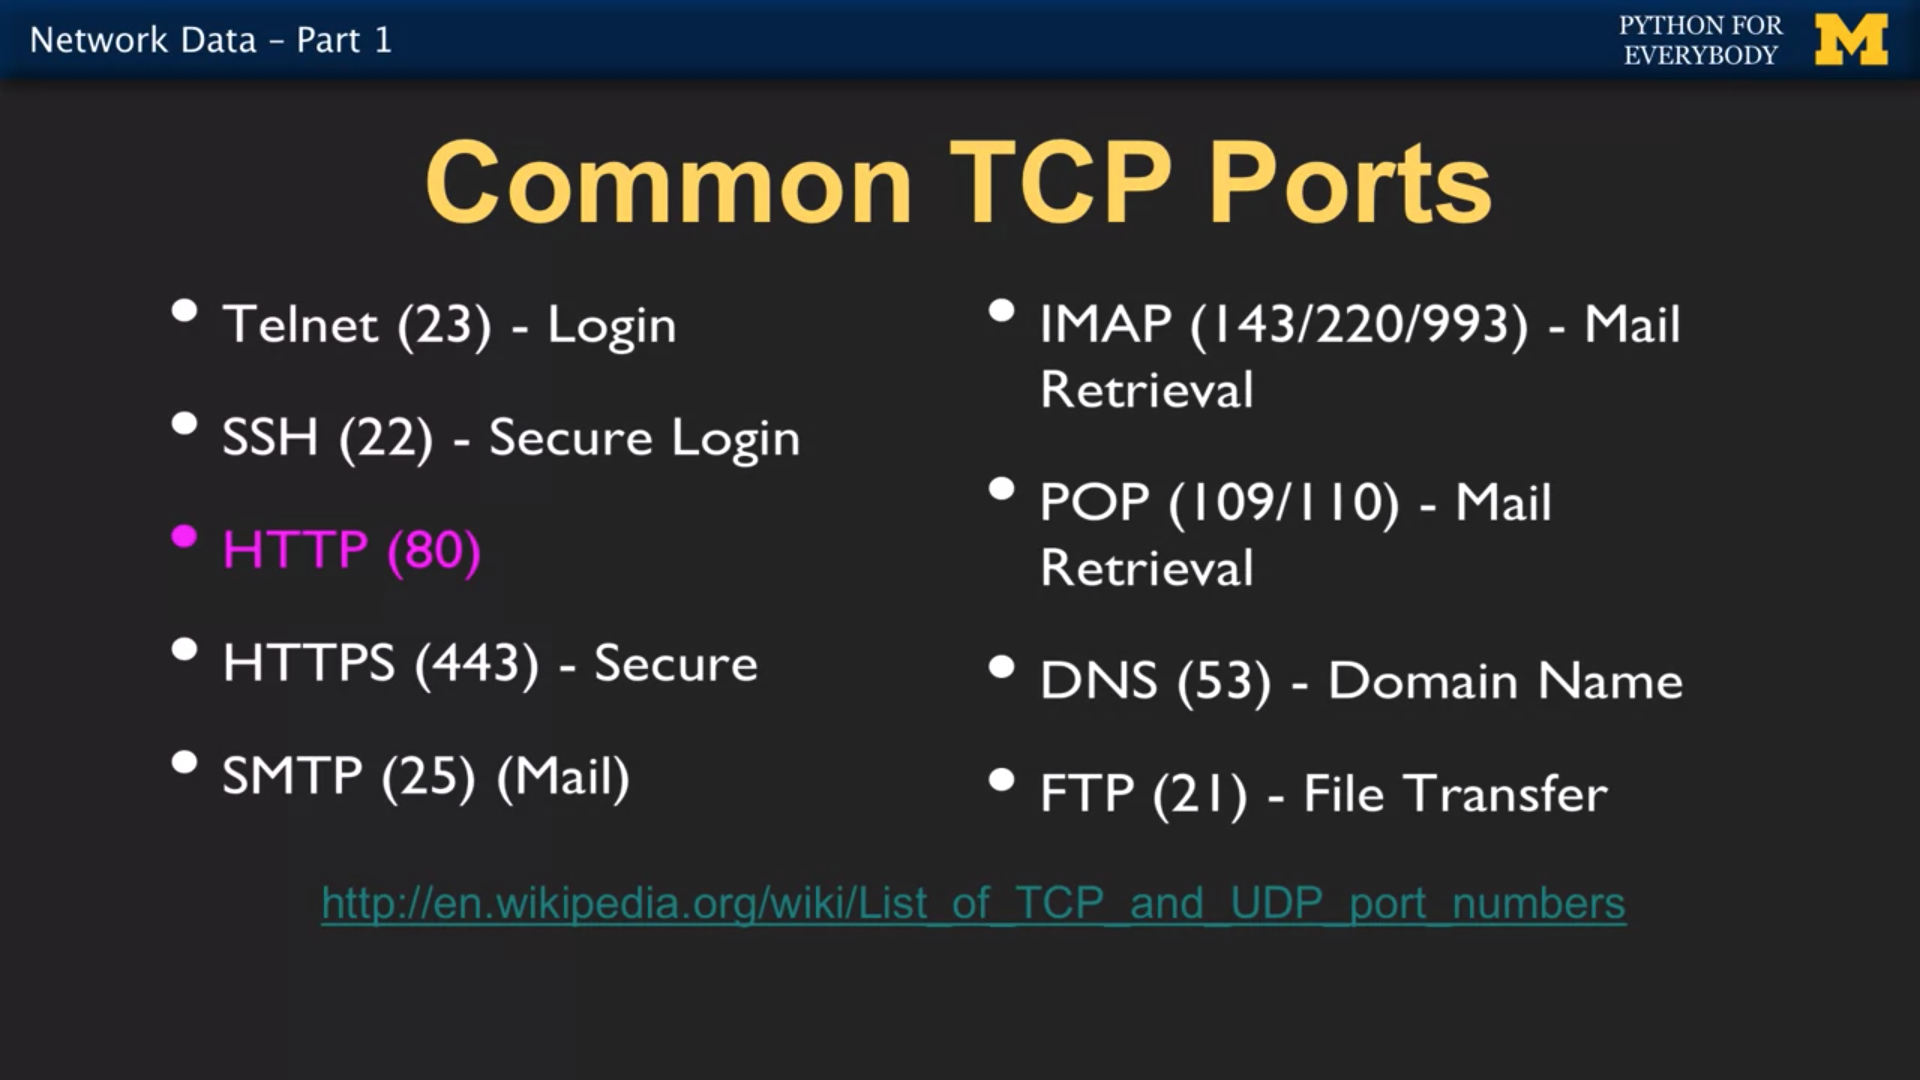 Network Data – Part 1
PYTHON FOR
EVERYBODY
M
Common TCP Ports
• Telnet (23) - Login
• SSH (22) - Secure Login
• HTTP (80)
• HTTPS (443) - Secure
• SMTP (25) (Mail)
• IMAP (143/220/993) - Mail
Retrieval
• POP (109/110) - Mail
Retrieval
• DNS (53) - Domain Name
• FTP (21) - File Transfer
http://en.wikipedia.org/wiki/List_of_TCP_and_UDP_port_numbers